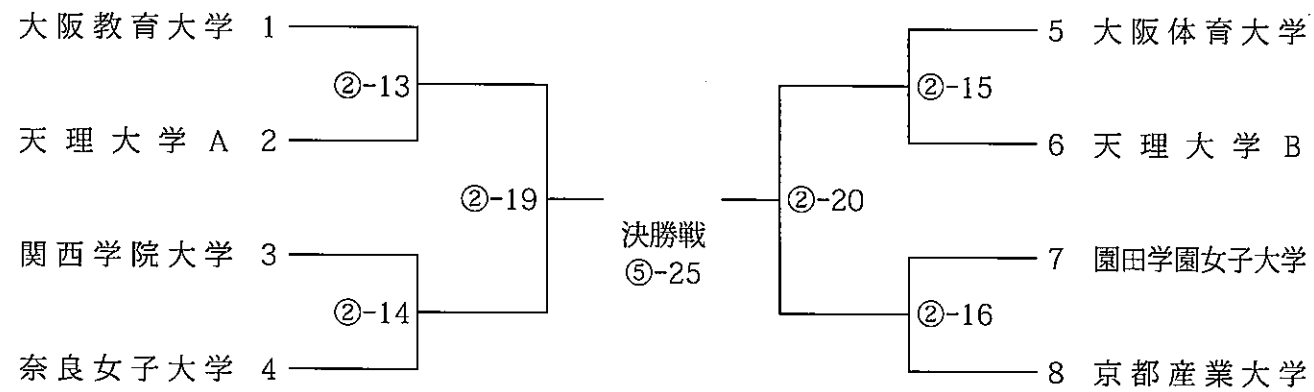 大阪教育大学 1
②-13
天理大学 A 2
②-19
関西学院大学 3
②-14
奈良女子大学 4
決勝戦
⑤-25
5 大阪体育大学
②-15
6 天理大学 B
②-20
7 園田学園女子大学
②-16
8 京都産業大学